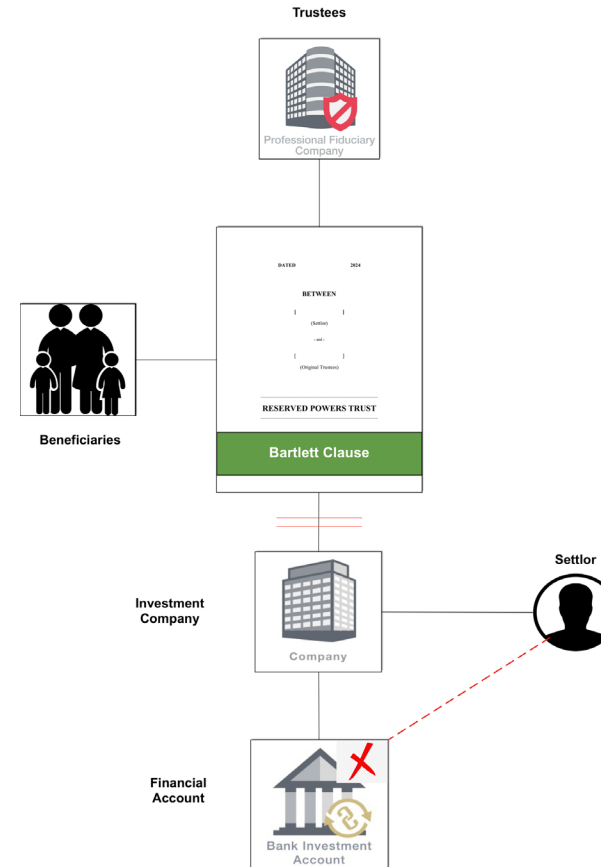 Trustees
Professional Fiduciary
Company
DATED 2024
BETWEEN
[ ]
(Settlor)
- and -
[ ]
(Original Trustees)
RESERVED POWERS TRUST
Bartlett Clause
Beneficiaries
Settlor
Investment
Company
Company
Financial
Account
Bank Investment
Account